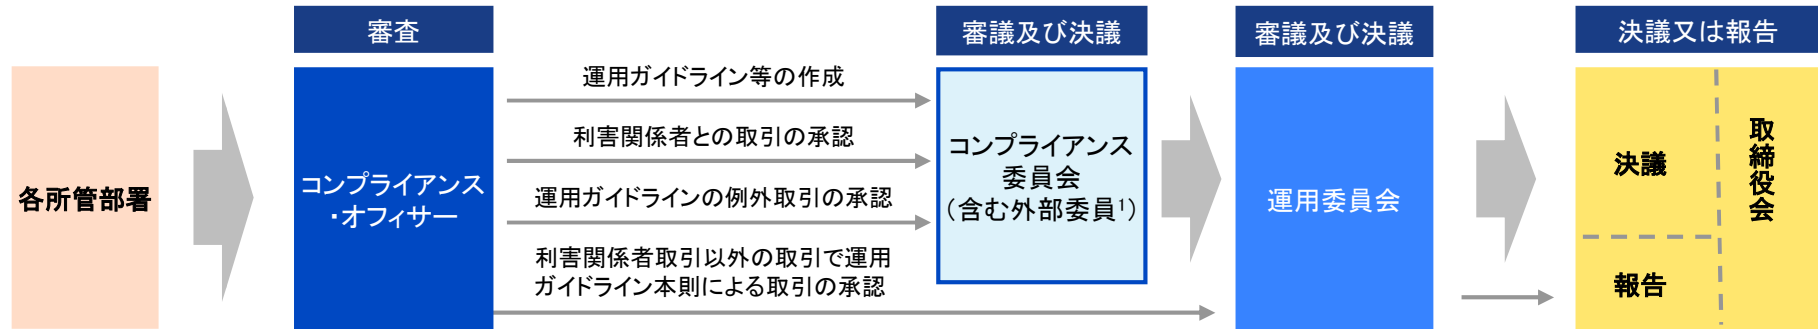 審査
審議及び決議
審議及び決議
決議又は報告
各所管部署
コンプライアンス
・オフィサー
運用ガイドライン等の作成
利害関係者との取引の承認
運用ガイドラインの例外取引の承認
利害関係者取引以外の取引で運用
ガイドライン本則による取引の承認
コンプライアンス
委員会
（含む外部委員¹）
運用委員会
決議
報告
取締役会